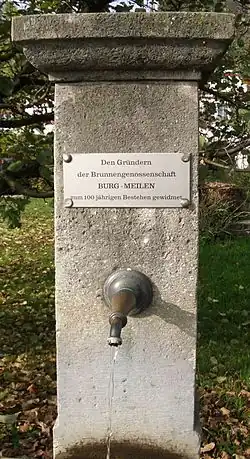 Den Gründern
der Brunnengenossenschaft
BURG-MEILEN
zum 100 jährigen Bestehen gewidmet